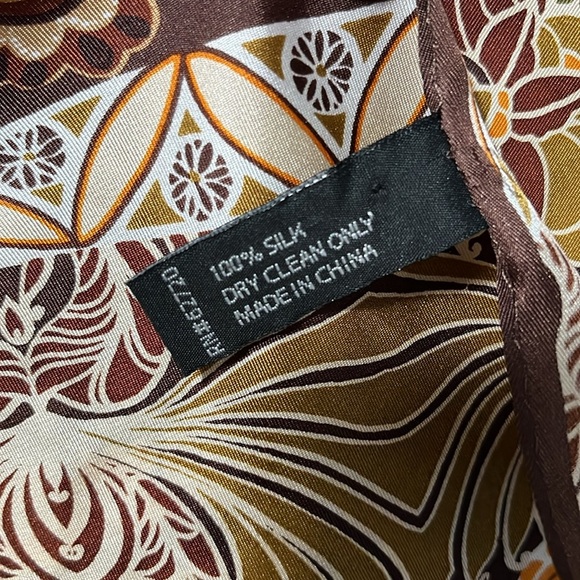 100% SILK
DRY CLEAN ONLY
MADE IN CHINA
RN#67720